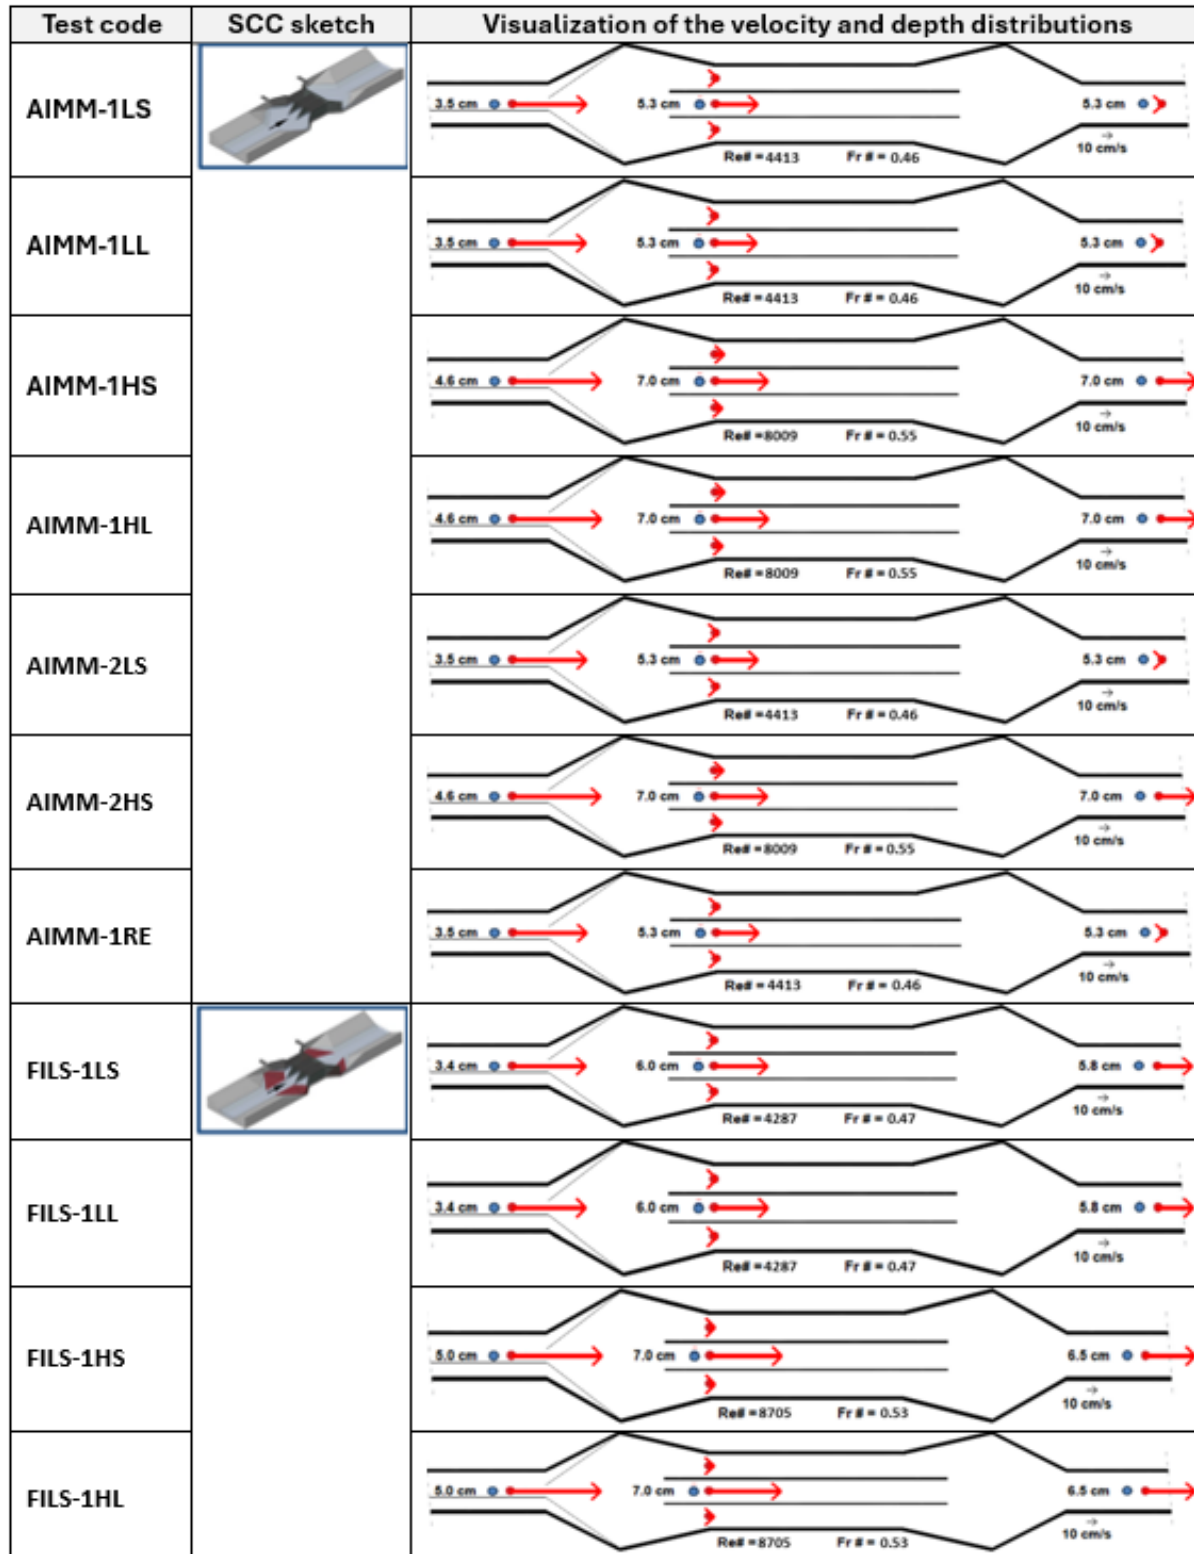 Test code SCC sketch Visualization of the velocity and depth distributions
AIMM-1LS
3.5 cm 5.3 cm 5.3 cm
10 cm/s
Re# = 4413 Fr # = 0.46
AIMM-1LL
3.5 cm 5.3 cm 5.3 cm
10 cm/s
Re# = 4413 Fr # = 0.46
AIMM-1HS
4.6 cm 7.0 cm 7.0 cm
10 cm/s
Re# =8009 Fr # = 0.55
AIMM-1HL
4.6 cm 7.0 cm 7.0 cm
10 cm/s
Re# =8009 Fr # = 0.55
AIMM-2LS
3.5 cm 5.3 cm 5.3 cm
10 cm/s
Re# = 4413 Fr # = 0.46
AIMM-2HS
4.6 cm 7.0 cm 7.0 cm
10 cm/s
Re# =8009 Fr # = 0.55
AIMM-1RE
3.5 cm 5.3 cm 5.3 cm
10 cm/s
Re# = 4413 Fr # = 0.46
FILS-1LS
3.4 cm 6.0 cm 5.8 cm
10 cm/s
Re# =4287 Fr # = 0.47
FILS-1LL
3.4 cm 6.0 cm 5.8 cm
10 cm/s
Re# =4287 Fr # = 0.47
FILS-1HS
5.0 cm 7.0 cm 6.5 cm
10 cm/s
Re# =8705 Fr # = 0.53
FILS-1HL
5.0 cm 7.0 cm 6.5 cm
10 cm/s
Re# =8705 Fr # = 0.53